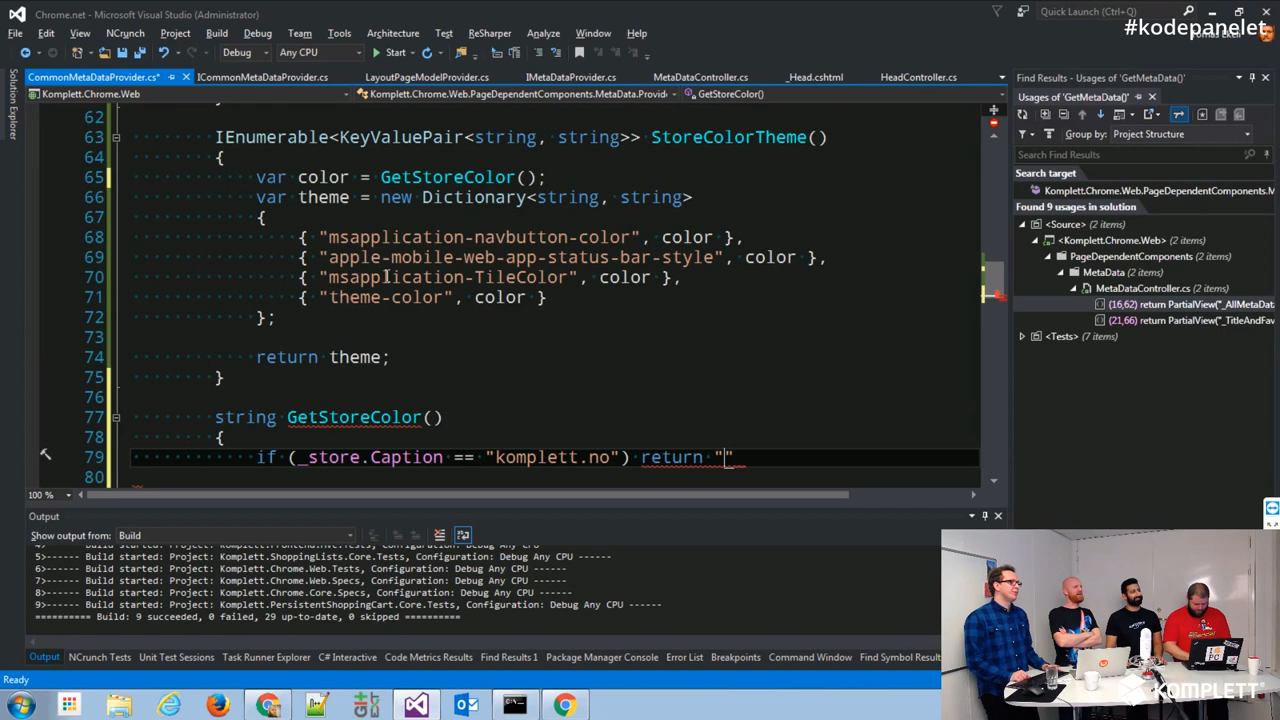 Chrome.net - Microsoft Visual Studio (Administrator)
Quick Launch (Ctrl+Q)
#kodepanelet
File Edit View NCrunch Project Build Debug Team Tools Architecture Test ReSharper Analyze Window Help
Debug Any CPU Start
CommonMetaDataProvider.cs* ICommonMetaDataProvider.cs LayoutPageModelProvider.cs IMetaDataProvider.cs MetaDataController.cs _Head.cshtml HeadController.cs
Komplett.Chrome.Web Komplett.Chrome.Web.PageDependentComponents.MetaData.Provid GetStoreColor()
Solution Explorer
62
63 IEnumerable<KeyValuePair<string, string>> StoreColorTheme()
64 {
65 var color = GetStoreColor();
66 var theme = new Dictionary<string, string>
67 {
68 { "msapplication-navbutton-color", color },
69 { "apple-mobile-web-app-status-bar-style", color },
70 { "msapplication-TileColor", color },
71 { "theme-color", color }
72 };
73
74 return theme;
75 }
76
77 string GetStoreColor()
78 {
79 if (_store.Caption == "komplett.no") return ""
80
100 %
Find Results - Usages of 'GetMetaData()'
Usages of 'GetMetaData()'
Group by: Project Structure
Search Find Results
Search target
Komplett.Chrome.Web.PageDependentComponents.M
Found 9 usages in solution
<Source> (2 items)
<Komplett.Chrome.Web> (2 items)
PageDependentComponents (2 items)
MetaData (2 items)
MetaDataController.cs (2 items)
(16,62) return PartialView("_AllMetaData
(21,66) return PartialView("_TitleAndFav
<Tests> (7 items)
Output
Show output from: Build
5>------ Build started: Project: Komplett.ShoppingLists.Core.Tests, Configuration: Debug Any CPU ------
6>------ Build started: Project: Komplett.Chrome.Web.Tests, Configuration: Debug Any CPU ------
7>------ Build started: Project: Komplett.Chrome.Web.Specs, Configuration: Debug Any CPU ------
8>------ Build started: Project: Komplett.Chrome.Core.Specs, Configuration: Debug Any CPU ------
9>------ Build started: Project: Komplett.PersistentShoppingCart.Core.Tests, Configuration: Debug Any CPU ------
========== Build: 9 succeeded, 0 failed, 29 up-to-date, 0 skipped ==========
Output NCrunch Tests Unit Test Sessions Task Runner Explorer C# Interactive Code Metrics Results Find Results 1 Package Manager Console Error List Breakpoints Command Window Find Symbol
Ready
KOMPLETT